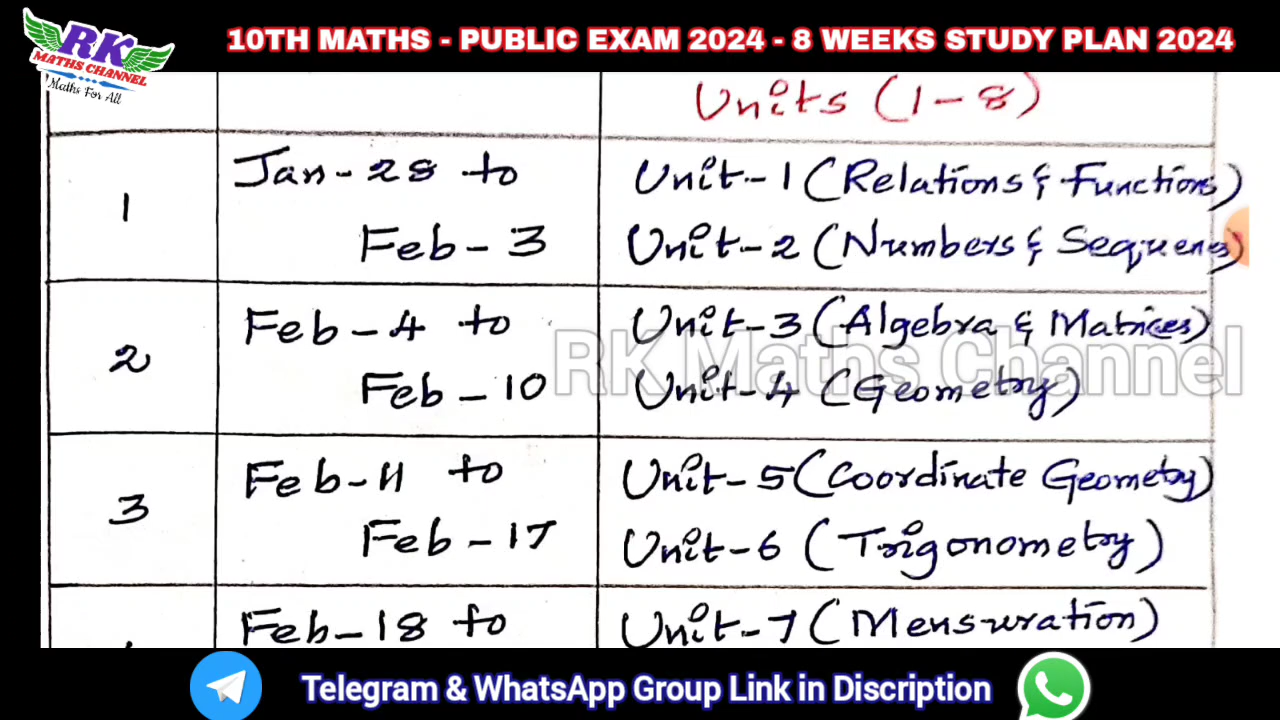 RK
MATHS CHANNEL
Maths For All
10TH MATHS - PUBLIC EXAM 2024 - 8 WEEKS STUDY PLAN 2024
Units (1-8)
1
Jan-28 to
Feb-3
Unit-1 (Relations & Functions)
Unit-2 (Numbers & Sequences)
2
Feb-4 to
Feb-10
Unit-3 (Algebra & Matrices)
Unit-4 (Geometry)
RK Maths Channel
3
Feb-11 to
Feb-17
Unit-5 (Coordinate Geometry)
Unit-6 (Trigonometry)
Feb-18 to
Unit-7 (Mensuration)
Telegram & WhatsApp Group Link in Discription